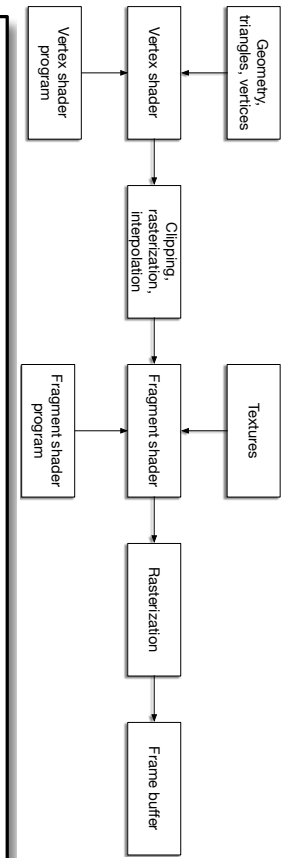 Geometry,
triangles, vertices
Vertex shader
Vertex shader
program
Clipping,
rasterization,
interpolation
Textures
Fragment shader
Fragment shader
program
Rasterization
Frame buffer